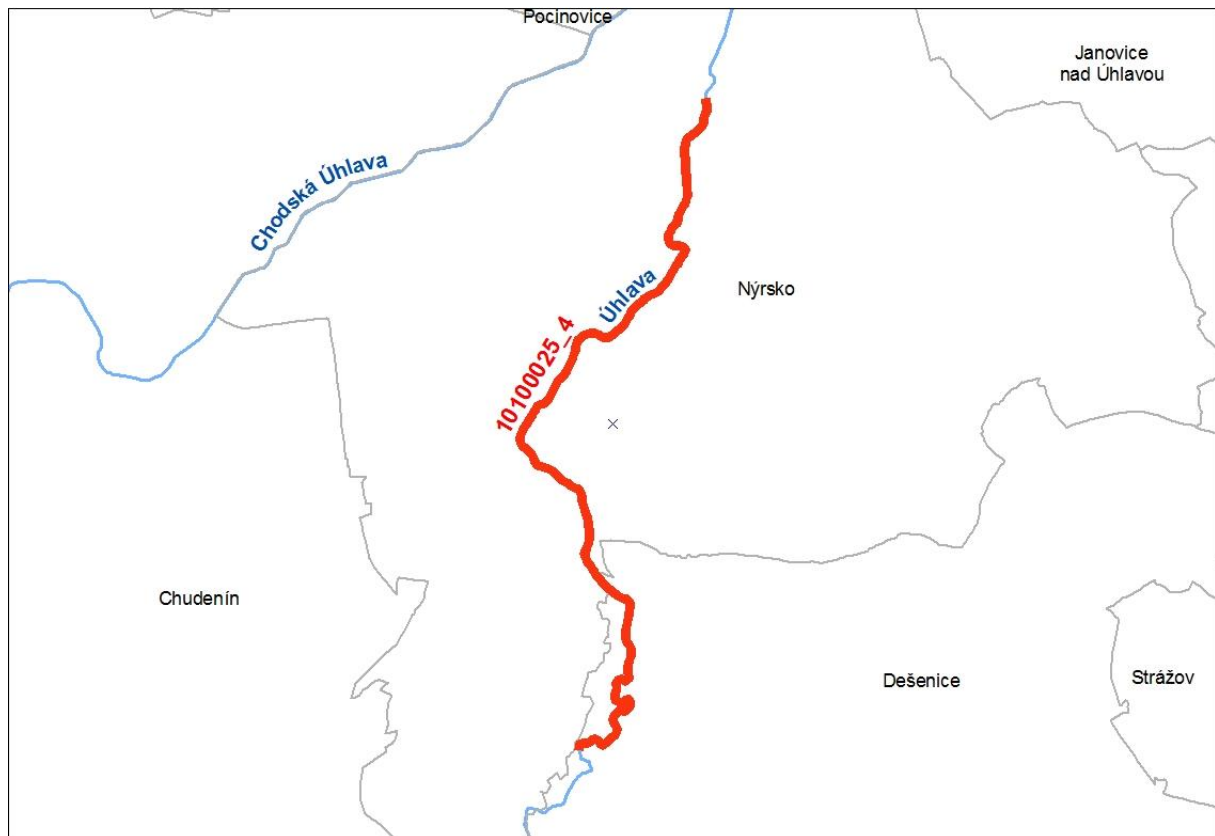 Pocinovice
Janovice
nad Úhlavou
Chodská Úhlava
Úhlava
Nýrsko
10100025_4
Chudenín
Dešenice
Strážov